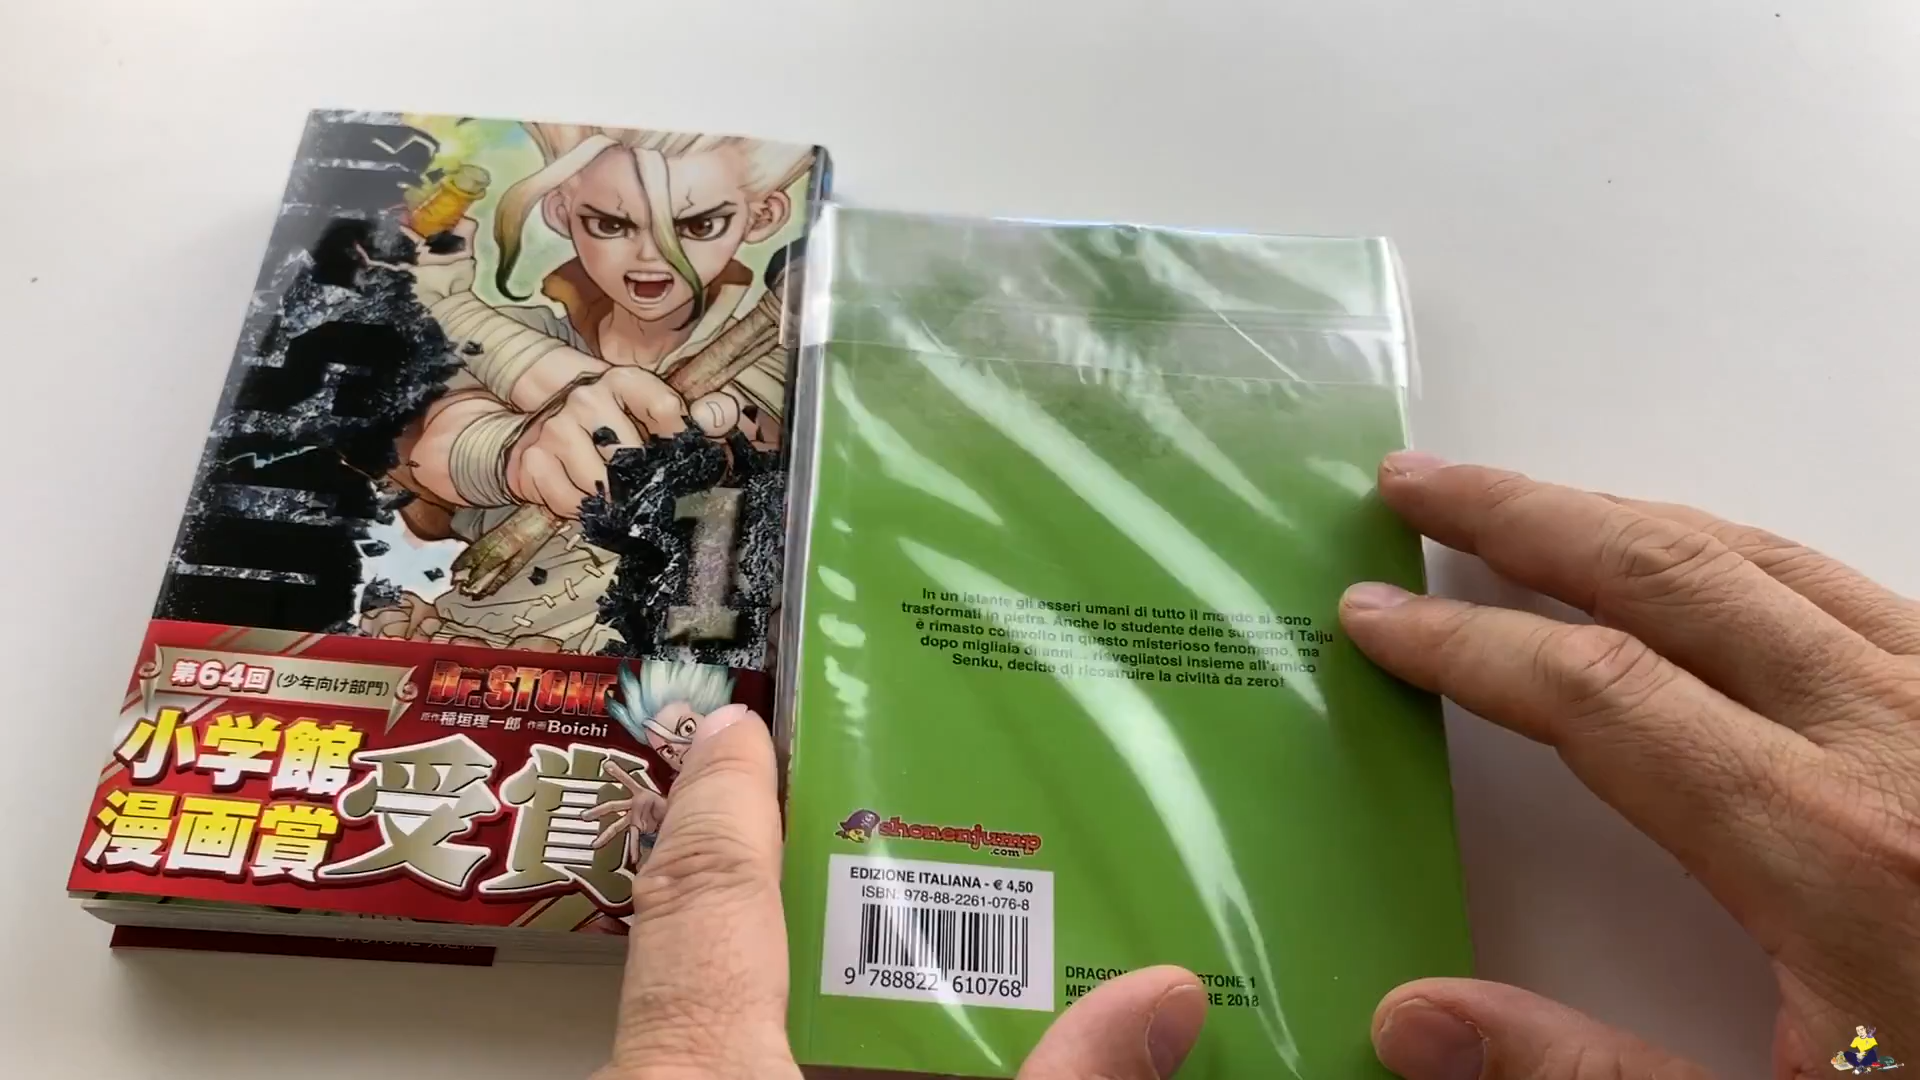 1
第64回(少年向け部門)
Dr.STONE
原作 稲垣理一郎 作画 Boichi
小学館
漫画賞
受賞
In un istante gli esseri umani di tutto il mondo si sono
trasformati in pietra. Anche lo studente delle superiori Taiju
è rimasto coinvolto in questo misterioso fenomeno, ma
dopo migliaia di anni... risvegliatosi insieme all'amico
Senku, decide di ricostruire la civiltà da zero!
shonenjump
.com
EDIZIONE ITALIANA - € 4,50
ISBN: 978-88-2261-076-8
9 788822 610768
DRAGON STONE 1
2018